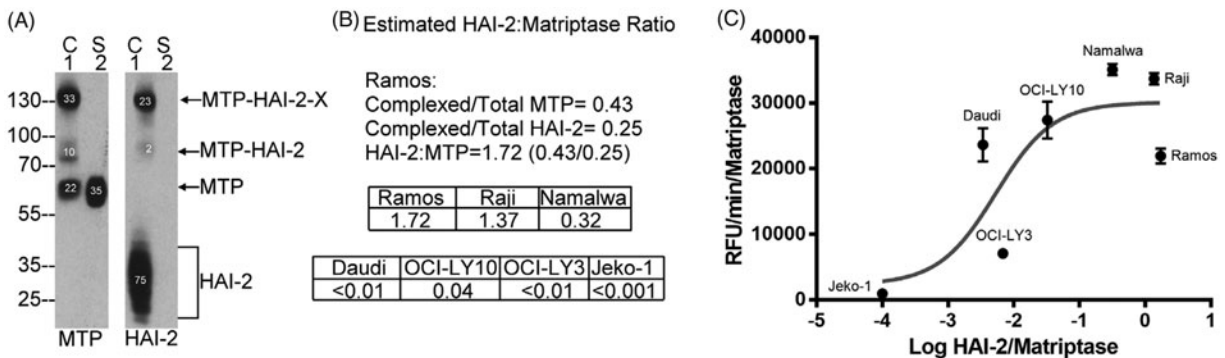 (A)
C S
1 2
C S
1 2
130--
100--
70--
55--
35--
25--
33
10
22
35
23
2
75
MTP-HAI-2-X
MTP-HAI-2
MTP
HAI-2
MTP HAI-2
(B) Estimated HAI-2:Matriptase Ratio
Ramos:
Complexed/Total MTP= 0.43
Complexed/Total HAI-2= 0.25
HAI-2:MTP=1.72 (0.43/0.25)
Ramos Raji Namalwa
1.72 1.37 0.32
Daudi OCI-LY10 OCI-LY3 Jeko-1
<0.01 0.04 <0.01 <0.001
(C)
RFU/min/Matriptase
40000
30000
20000
10000
0
Namalwa
Raji
OCI-LY10
Daudi
Ramos
OCI-LY3
Jeko-1
-5 -4 -3 -2 -1 0 1
Log HAI-2/Matriptase